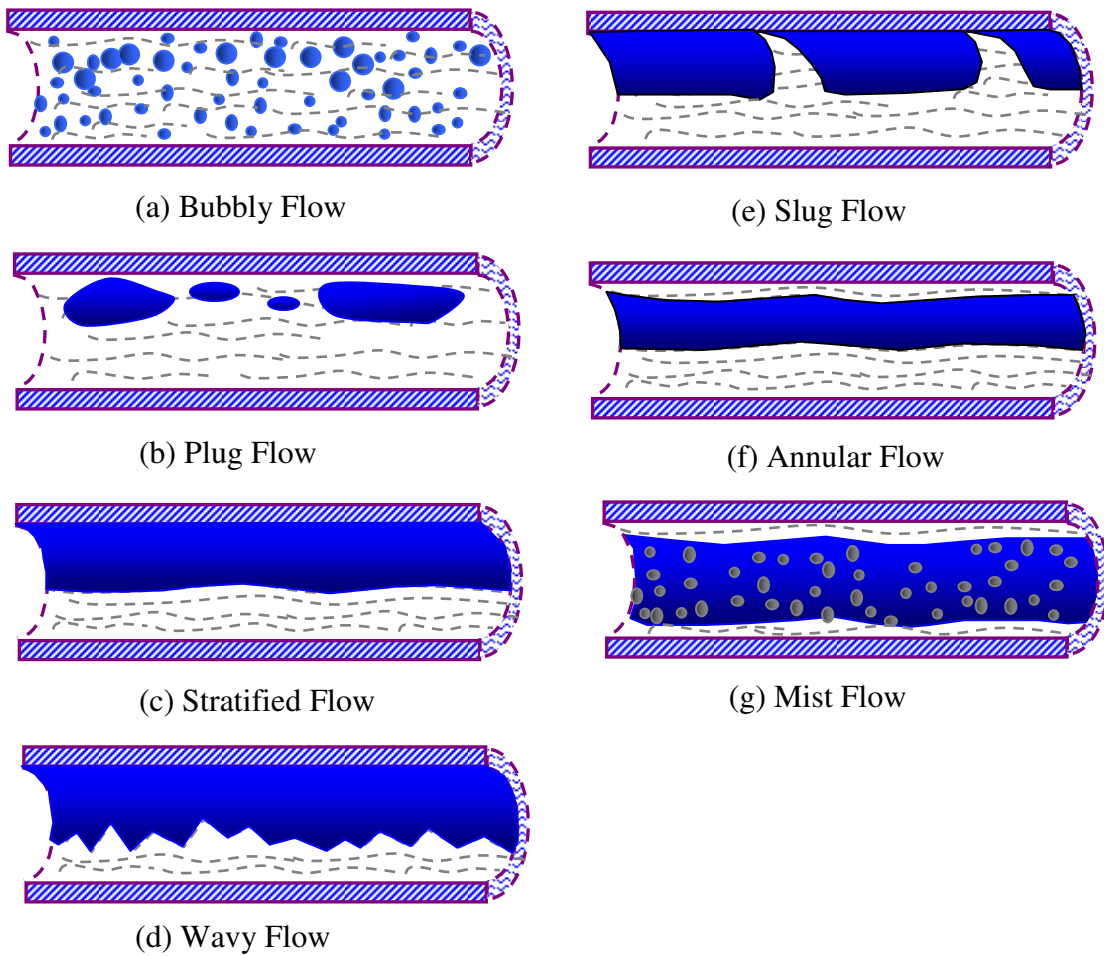 (a) Bubbly Flow
(b) Plug Flow
(c) Stratified Flow
(d) Wavy Flow
(e) Slug Flow
(f) Annular Flow
(g) Mist Flow